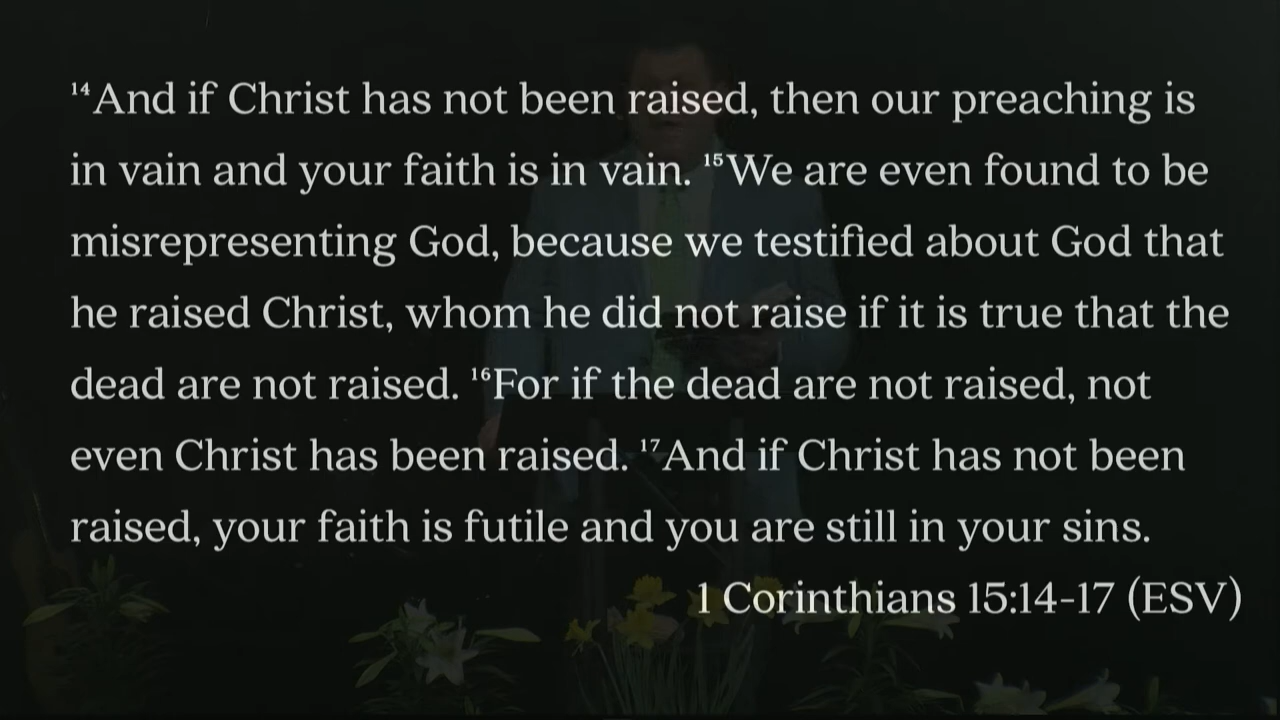 ¹⁴And if Christ has not been raised, then our preaching is
in vain and your faith is in vain. ¹⁵We are even found to be
misrepresenting God, because we testified about God that
he raised Christ, whom he did not raise if it is true that the
dead are not raised. ¹⁶For if the dead are not raised, not
even Christ has been raised. ¹⁷And if Christ has not been
raised, your faith is futile and you are still in your sins.
1 Corinthians 15:14-17 (ESV)